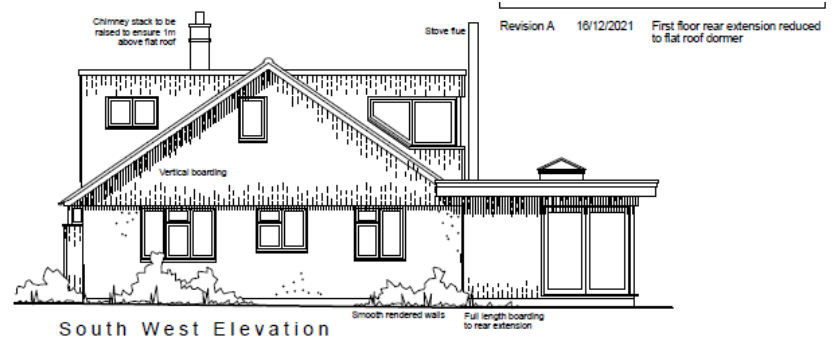 Chimney stack to be
raised to ensure 1m
above flat roof
Stove flue
Revision A 16/12/2021 First floor rear extension reduced
to flat roof dormer
Vertical boarding
Smooth rendered walls
Full length boarding
to rear extension
South West Elevation